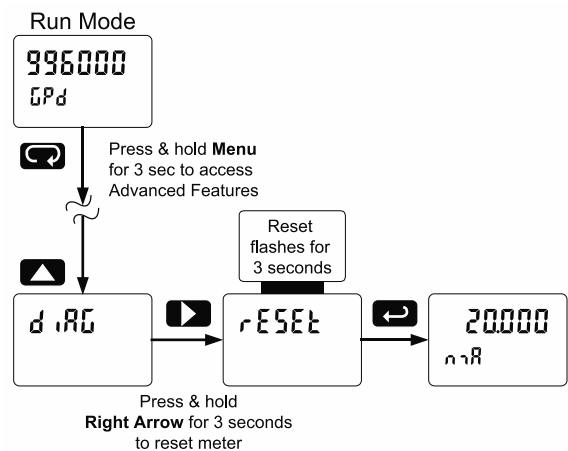 Run Mode
996000
GPd
Press & hold Menu
for 3 sec to access
Advanced Features
Reset
flashes for
3 seconds
diAG
rESEt
20.000
mA
Press & hold
Right Arrow for 3 seconds
to reset meter